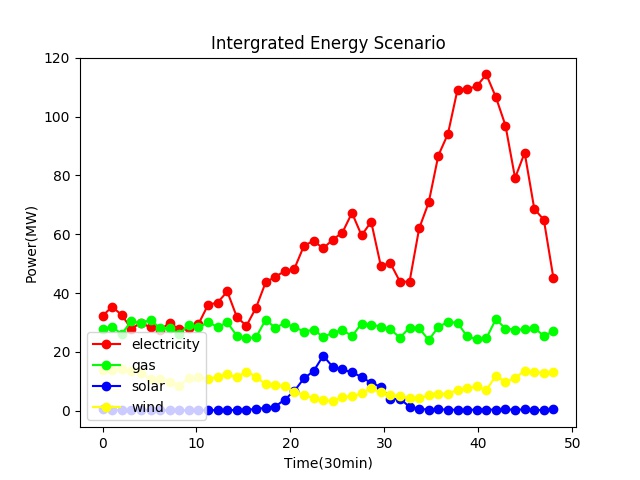 Intergrated Energy Scenario
120
100
80
60
40
20
0
Power(MW)
electricity
gas
solar
wind
0 10 20 30 40 50
Time(30min)